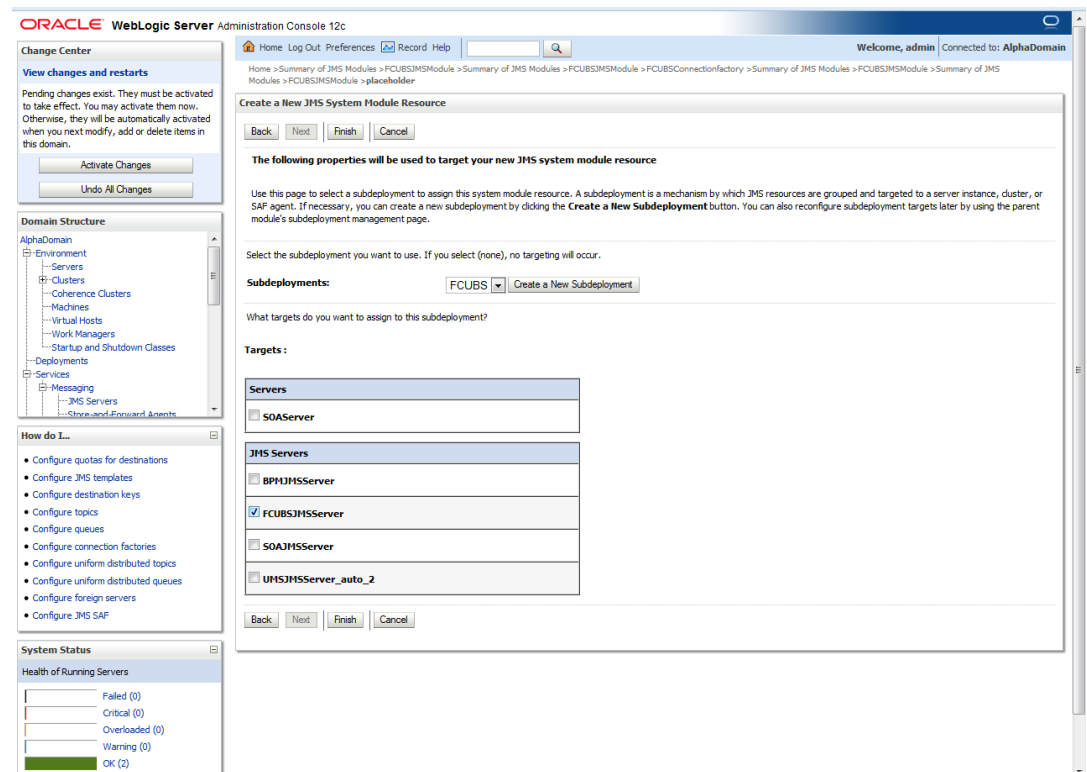 ORACLE WebLogic Server Administration Console 12c
Change Center
View changes and restarts
Pending changes exist. They must be activated
to take effect. You may activate them now.
Otherwise, they will be automatically activated
when you next modify, add or delete items in
this domain.
Activate Changes
Undo All Changes
Domain Structure
AlphaDomain
Environment
Servers
Clusters
Coherence Clusters
Machines
Virtual Hosts
Work Managers
Startup and Shutdown Classes
Deployments
Services
Messaging
JMS Servers
Store-and-Forward Agents
How do I...
Configure quotas for destinations
Configure JMS templates
Configure destination keys
Configure topics
Configure queues
Configure connection factories
Configure uniform distributed topics
Configure uniform distributed queues
Configure foreign servers
Configure JMS SAF
System Status
Health of Running Servers
Failed (0)
Critical (0)
Overloaded (0)
Warning (0)
OK (2)
Home Log Out Preferences Record Help
Welcome, admin Connected to: AlphaDomain
Home >Summary of JMS Modules >FCUBSJMSModule >Summary of JMS Modules >FCUBSJMSModule >FCUBSConnectionfactory >Summary of JMS Modules >FCUBSJMSModule >Summary of JMS
Modules >FCUBSJMSModule >placeholder
Create a New JMS System Module Resource
Back Next Finish Cancel
The following properties will be used to target your new JMS system module resource
Use this page to select a subdeployment to assign this system module resource. A subdeployment is a mechanism by which JMS resources are grouped and targeted to a server instance, cluster, or
SAF agent. If necessary, you can create a new subdeployment by clicking the Create a New Subdeployment button. You can also reconfigure subdeployment targets later by using the parent
module's subdeployment management page.
Select the subdeployment you want to use. If you select (none), no targeting will occur.
Subdeployments: FCUBS Create a New Subdeployment
What targets do you want to assign to this subdeployment?
Targets :
Servers
SOAServer
JMS Servers
BPMJMSServer
FCUBSJMSServer
SOAJMSServer
UMSJMSServer_auto_2
Back Next Finish Cancel